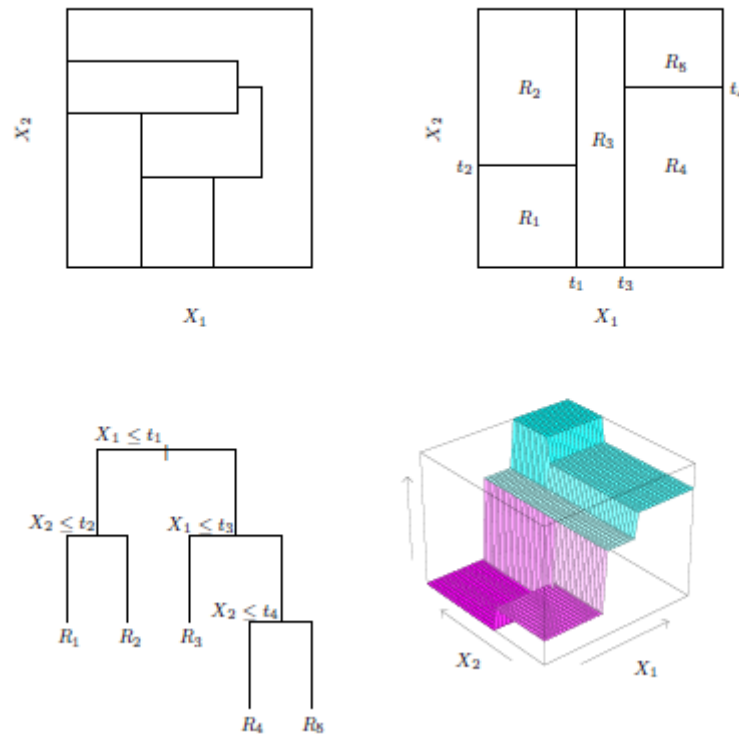 X₂
X₁
R₅
R₂
t₄
X₂
R₃
t₂
R₄
R₁
t₁
t₃
X₁
X₁ ≤ t₁
X₂ ≤ t₂
X₁ ≤ t₃
X₂ ≤ t₄
R₁
R₂
R₃
R₄
R₅
X₂
X₁